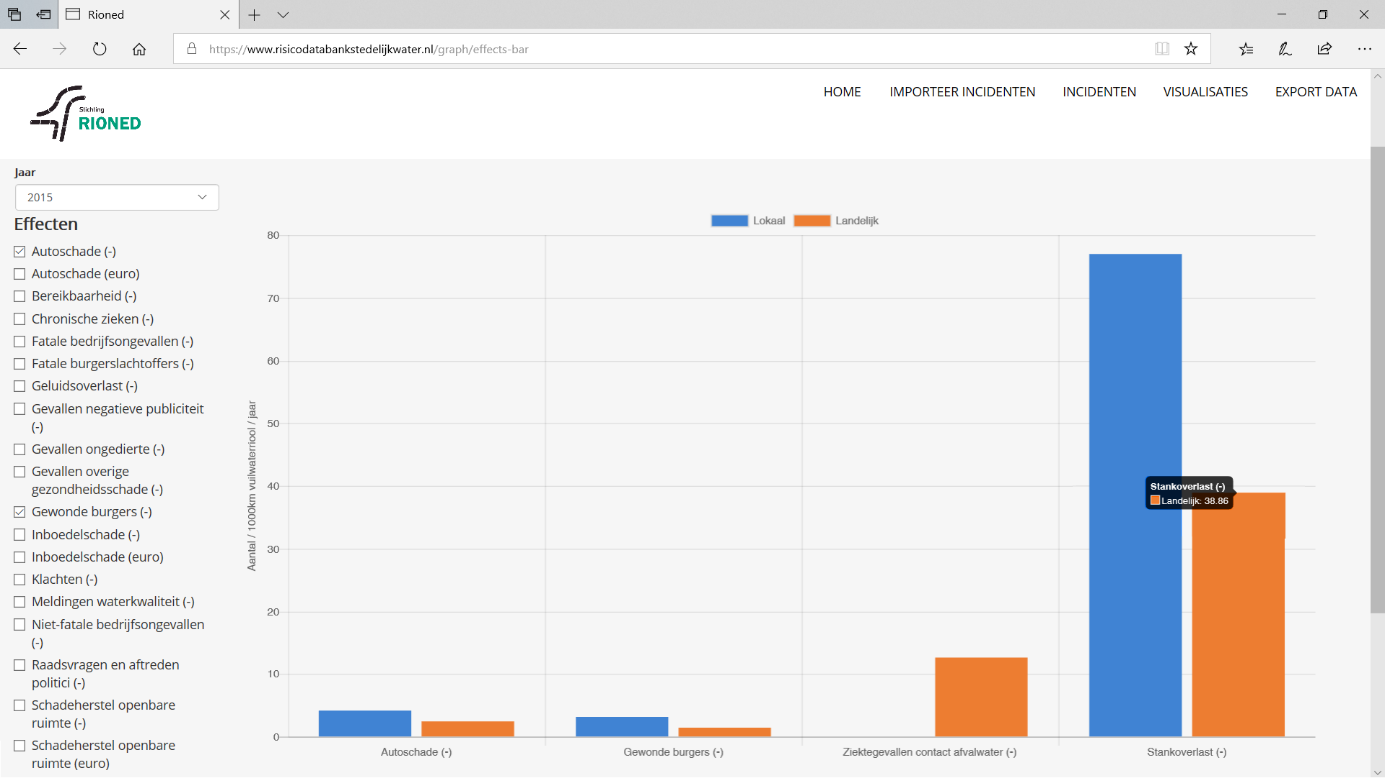 Rioned
https://www.risicodatabankstedelijkwater.nl/graph/effects-bar
Stichting
RIONED
HOME
IMPORTEER INCIDENTEN
INCIDENTEN
VISUALISATIES
EXPORT DATA
Jaar
2015
Effecten
Autoschade (-)
Autoschade (euro)
Bereikbaarheid (-)
Chronische zieken (-)
Fatale bedrijfsongevallen (-)
Fatale burgerslachtoffers (-)
Geluidsoverlast (-)
Gevallen negatieve publiciteit
(-)
Gevallen ongedierte (-)
Gevallen overige
gezondheidsschade (-)
Gewonde burgers (-)
Inboedelschade (-)
Inboedelschade (euro)
Klachten (-)
Meldingen waterkwaliteit (-)
Niet-fatale bedrijfsongevallen
(-)
Raadsvragen en aftreden
politici (-)
Schadeherstel openbare
ruimte (-)
Schadeherstel openbare
ruimte (euro)
Lokaal
Landelijk
Aantal / 1000km vuilwaterriool / jaar
80
70
60
50
40
30
20
10
0
Stankoverlast (-)
Landelijk: 38.86
Autoschade (-)
Gewonde burgers (-)
Ziektegevallen contact afvalwater (-)
Stankoverlast (-)